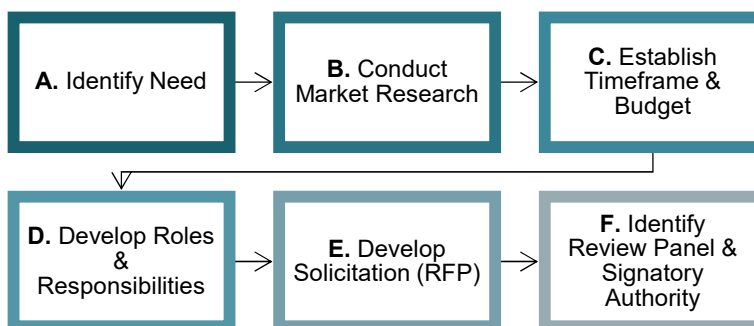 A. Identify Need
B. Conduct
Market Research
C. Establish
Timeframe &
Budget
D. Develop Roles
&
Responsibilities
E. Develop
Solicitation (RFP)
F. Identify
Review Panel &
Signatory
Authority